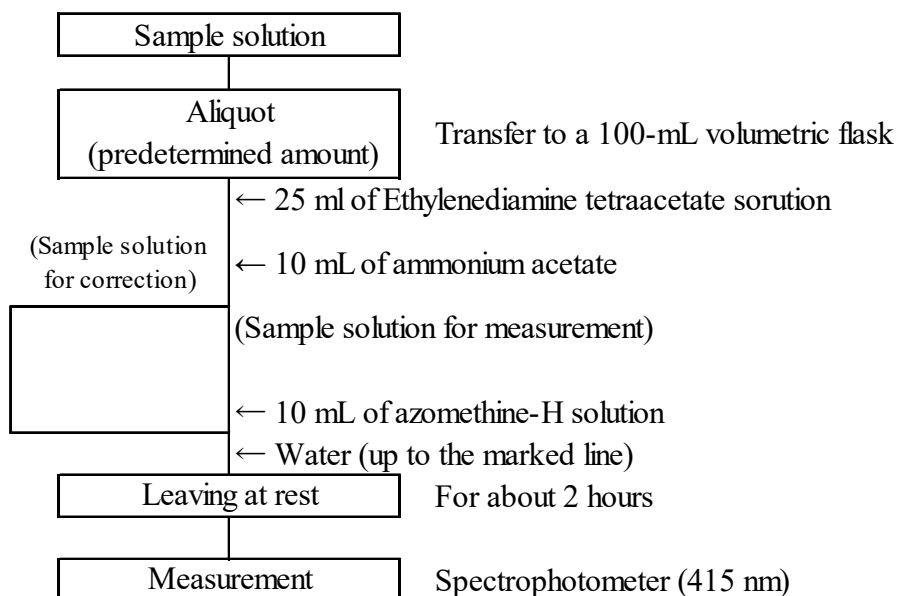 Sample solution
Aliquot
(predetermined amount)
Transfer to a 100-mL volumetric flask
← 25 ml of Ethylenediamine tetraacetate sorution
(Sample solution
for correction)
← 10 mL of ammonium acetate
(Sample solution for measurement)
← 10 mL of azomethine-H solution
← Water (up to the marked line)
Leaving at rest
For about 2 hours
Measurement
Spectrophotometer (415 nm)